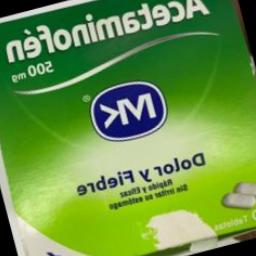 Acetaminofén
500 mg
MK®
Dolor y Fiebre
Rápido y Eficaz
Sin irritar su estómago
Tabletas